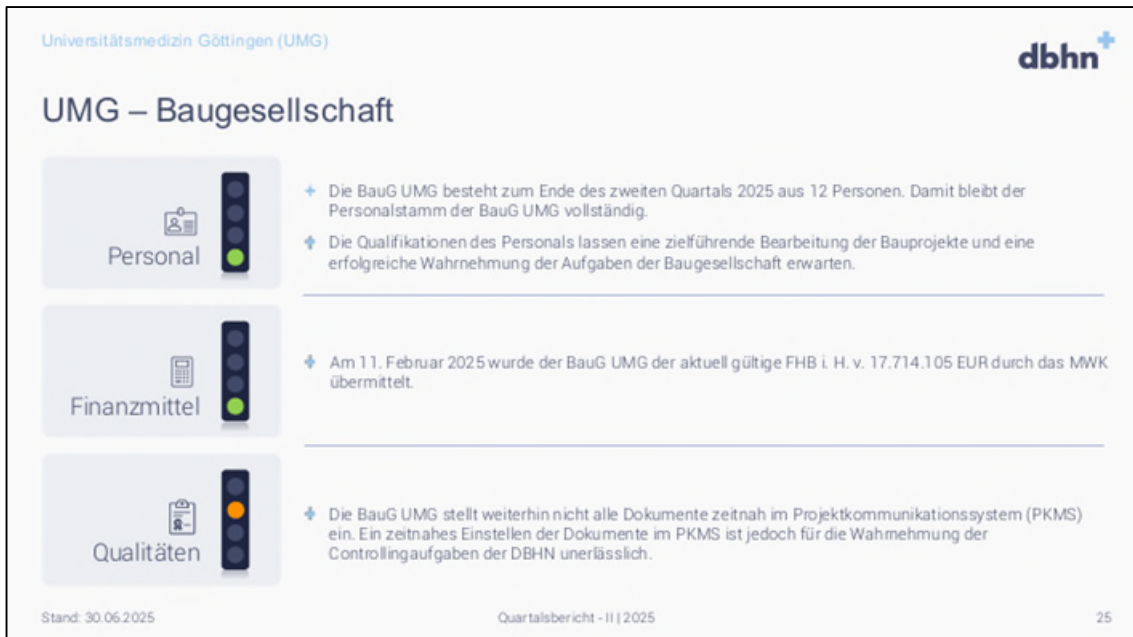 Universitätsmedizin Göttingen (UMG)
dbhn
UMG – Baugesellschaft
Personal
Die BauG UMG besteht zum Ende des zweiten Quartals 2025 aus 12 Personen. Damit bleibt der
Personalstamm der BauG UMG vollständig.
Die Qualifikationen des Personals lassen eine zielführende Bearbeitung der Bauprojekte und eine
erfolgreiche Wahrnehmung der Aufgaben der Baugesellschaft erwarten.
Finanzmittel
Am 11. Februar 2025 wurde der BauG UMG der aktuell gültige FHB i. H. v. 17.714.105 EUR durch das MWK
übermittelt.
Qualitäten
Die BauG UMG stellt weiterhin nicht alle Dokumente zeitnah im Projektkommunikationssystem (PKMS)
ein. Ein zeitnahes Einstellen der Dokumente im PKMS ist jedoch für die Wahrnehmung der
Controllingaufgaben der DBHN unerlässlich.
Stand: 30.06.2025
Quartalsbericht - II | 2025
25